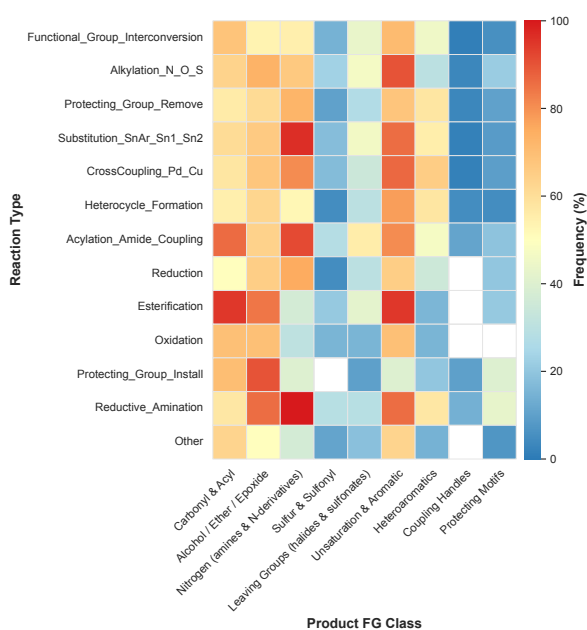 Functional_Group_Interconversion
Alkylation_N_O_S
Protecting_Group_Remove
Substitution_SnAr_Sn1_Sn2
CrossCoupling_Pd_Cu
Heterocycle_Formation
Acylation_Amide_Coupling
Reduction
Esterification
Oxidation
Protecting_Group_Install
Reductive_Amination
Other
Reaction Type
Carbonyl & Acyl
Alcohol / Ether / Epoxide
Nitrogen (amines & N-derivatives)
Sulfur & Sulfonyl
Leaving Groups (halides & sulfonates)
Unsaturation & Aromatic
Heteroaromatics
Coupling Handles
Protecting Motifs
Product FG Class
100
80
60
40
20
0
Frequency (%)